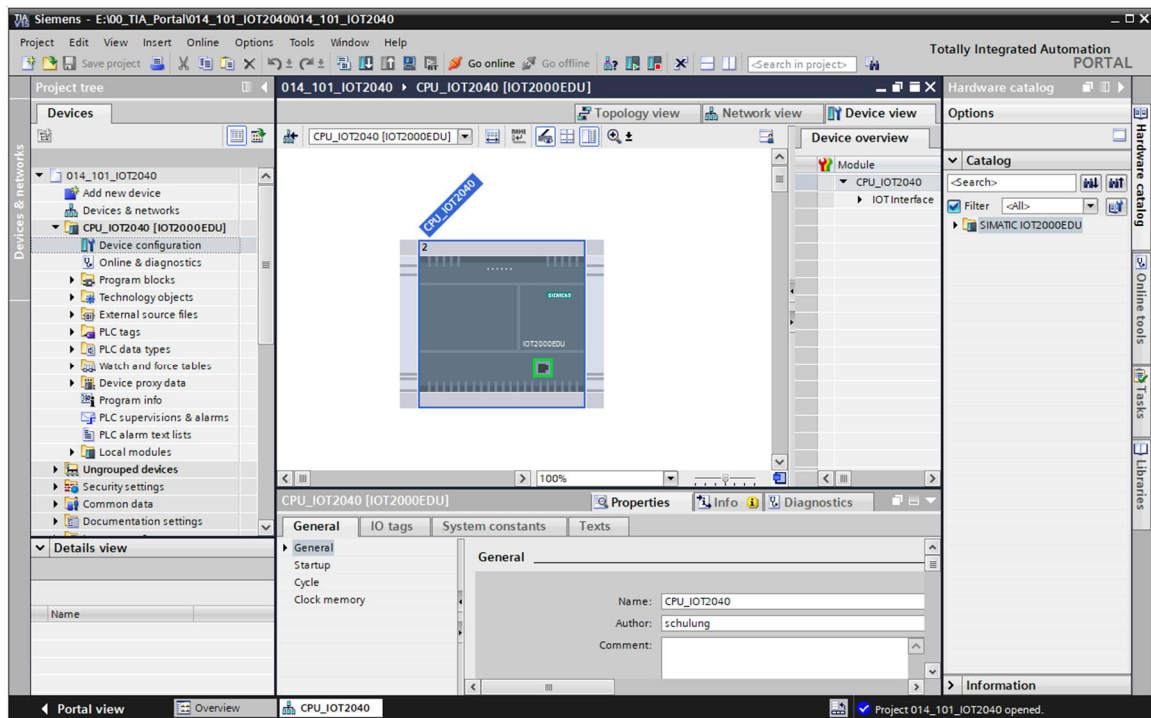 Siemens - E:\00_TIA_Portal\014_101_IOT2040\014_101_IOT2040
Project Edit View Insert Online Options Tools Window Help
Totally Integrated Automation
PORTAL
Save project Go online Go offline <Search in project>
Project tree
Devices
Devices & networks
014_101_IOT2040
Add new device
Devices & networks
CPU_IOT2040 [IOT2000EDU]
Device configuration
Online & diagnostics
Program blocks
Technology objects
External source files
PLC tags
PLC data types
Watch and force tables
Device proxy data
Program info
PLC supervisions & alarms
PLC alarm text lists
Local modules
Ungrouped devices
Security settings
Common data
Documentation settings
Details view
Name
014_101_IOT2040 CPU_IOT2040 [IOT2000EDU]
Topology view Network view Device view
CPU_IOT2040 [IOT2000EDU]
CPU_IOT2040
2
SIEMENS
IOT2000EDU
100%
Device overview
Module
CPU_IOT2040
IOT Interface
CPU_IOT2040 [IOT2000EDU]
Properties Info Diagnostics
General IO tags System constants Texts
General
Startup
Cycle
Clock memory
General
Name: CPU_IOT2040
Author: schulung
Comment:
Hardware catalog
Options
Catalog
<Search>
Filter <All>
SIMATIC IOT2000EDU
Information
Hardware catalog
Online tools
Tasks
Libraries
Portal view Overview CPU_IOT2040 Project 014_101_IOT2040 opened.